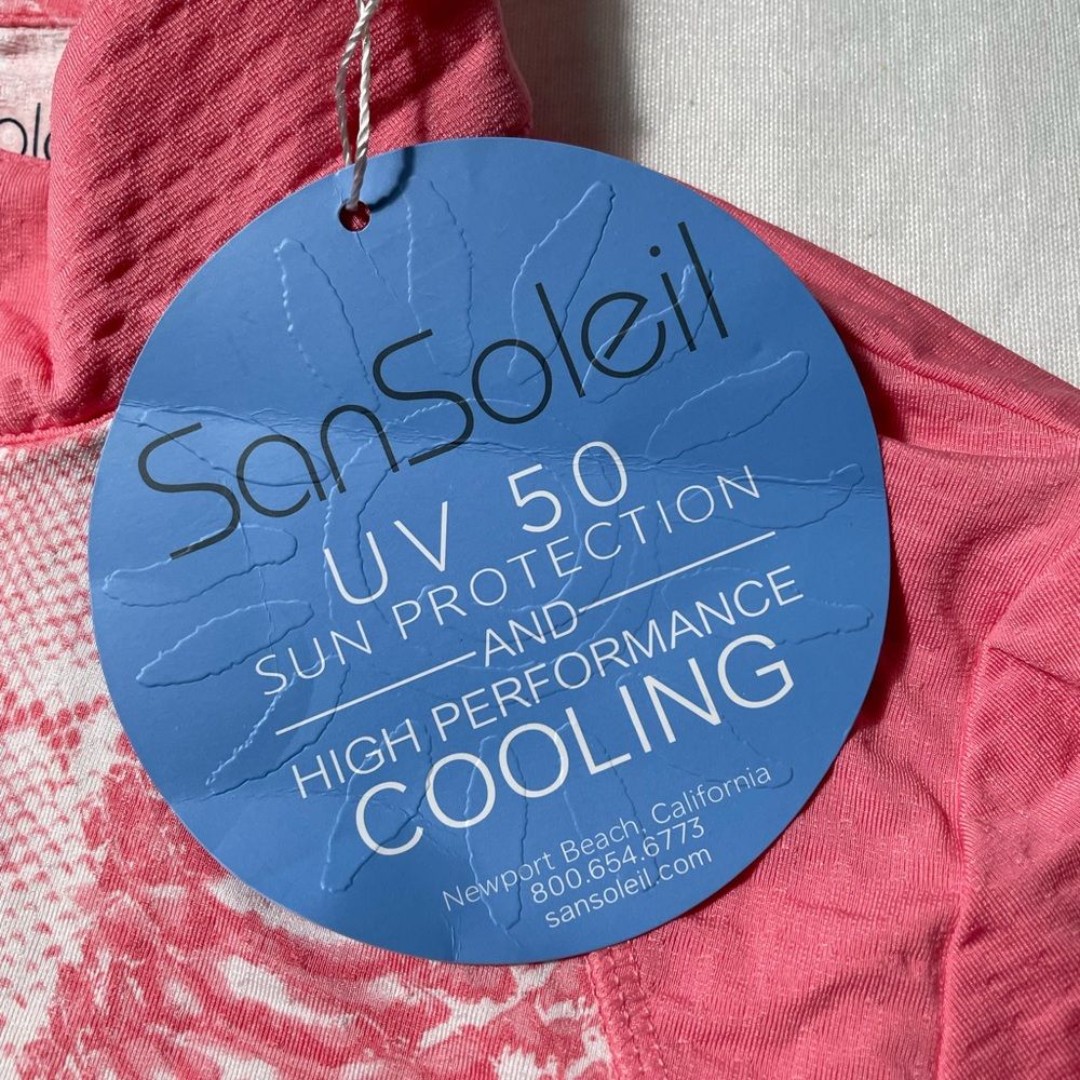 SanSoleil
UV 50
SUN PROTECTION
AND
HIGH PERFORMANCE
COOLING
Newport Beach, California
800.654.6773
sansoleil.com